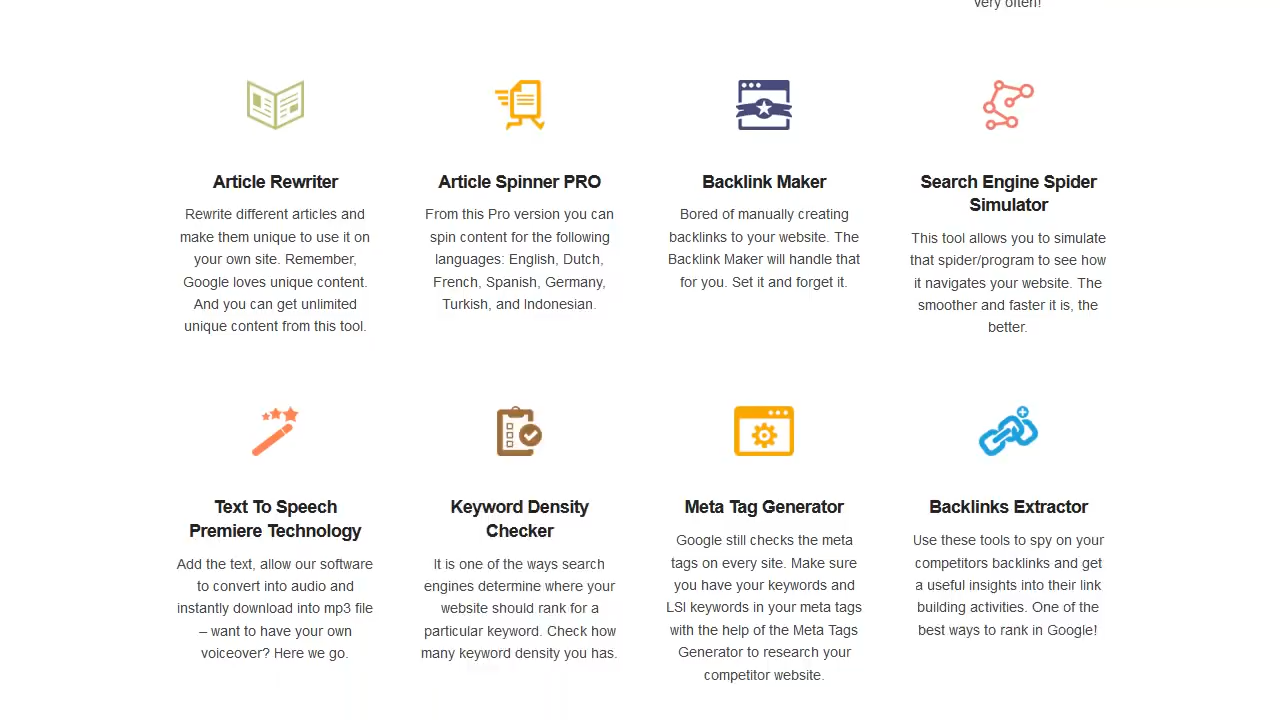 very often!
Article Rewriter
Rewrite different articles and
make them unique to use it on
your own site. Remember,
Google loves unique content.
And you can get unlimited
unique content from this tool.
Article Spinner PRO
From this Pro version you can
spin content for the following
languages: English, Dutch,
French, Spanish, Germany,
Turkish, and Indonesian.
Backlink Maker
Bored of manually creating
backlinks to your website. The
Backlink Maker will handle that
for you. Set it and forget it.
Search Engine Spider
Simulator
This tool allows you to simulate
that spider/program to see how
it navigates your website. The
smoother and faster it is, the
better.
Text To Speech
Premiere Technology
Add the text, allow our software
to convert into audio and
instantly download into mp3 file
– want to have your own
voiceover? Here we go.
Keyword Density
Checker
It is one of the ways search
engines determine where your
website should rank for a
particular keyword. Check how
many keyword density you has.
Meta Tag Generator
Google still checks the meta
tags on every site. Make sure
you have your keywords and
LSI keywords in your meta tags
with the help of the Meta Tags
Generator to research your
competitor website.
Backlinks Extractor
Use these tools to spy on your
competitors backlinks and get
a useful insights into their link
building activities. One of the
best ways to rank in Google!